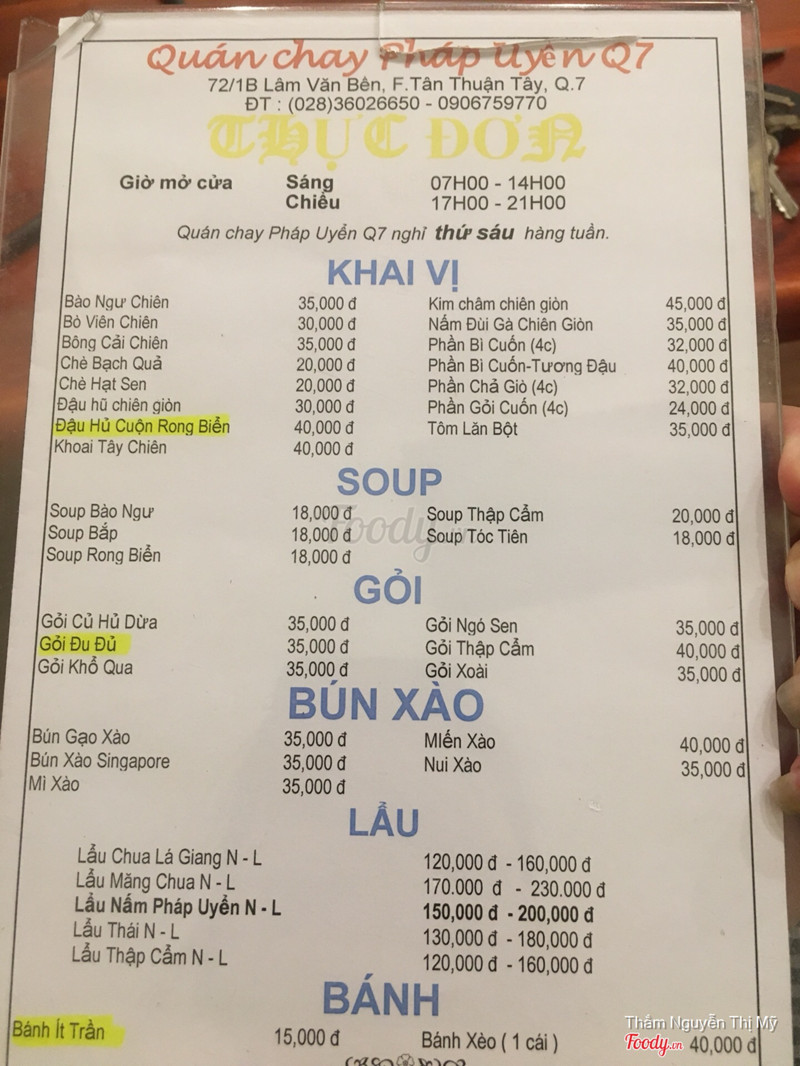 Quán chay Pháp Uyển Q7
72/1B Lâm Văn Bền, F.Tân Thuận Tây, Q.7
ĐT : (028)36026650 - 0906759770
THỰC ĐƠN
Giờ mở cửa Sáng 07H00 - 14H00
Chiều 17H00 - 21H00
Quán chay Pháp Uyển Q7 nghỉ thứ sáu hàng tuần.
KHAI VỊ
Bào Ngư Chiên 35,000 đ Kim châm chiên giòn 45,000 đ
Bò Viên Chiên 30,000 đ Nấm Đùi Gà Chiên Giòn 35,000 đ
Bông Cải Chiên 35,000 đ Phần Bì Cuốn (4c) 32,000 đ
Chè Bạch Quả 20,000 đ Phần Bì Cuốn-Tương Đậu 40,000 đ
Chè Hạt Sen 20,000 đ Phần Chả Giò (4c) 32,000 đ
Đậu hũ chiên giòn 30,000 đ Phần Gỏi Cuốn (4c) 24,000 đ
Đậu Hủ Cuộn Rong Biển 40,000 đ Tôm Lăn Bột 35,000 đ
Khoai Tây Chiên 40,000 đ
SOUP
Soup Bào Ngư 18,000 đ Soup Thập Cẩm 20,000 đ
Soup Bắp 18,000 đ Soup Tóc Tiên 18,000 đ
Soup Rong Biển 18,000 đ
Foody.vn
GỎI
Gỏi Củ Hủ Dừa 35,000 đ Gỏi Ngó Sen 35,000 đ
Gỏi Đu Đủ 35,000 đ Gỏi Thập Cẩm 40,000 đ
Gỏi Khổ Qua 35,000 đ Gỏi Xoài 35,000 đ
BÚN XÀO
Bún Gạo Xào 35,000 đ MIến Xào 40,000 đ
Bún Xào Singapore 35,000 đ Nui Xào 35,000 đ
Mì Xào 35,000 đ
LẨU
Lẩu Chua Lá Giang N - L 120,000 đ - 160,000 đ
Lẩu Măng Chua N - L 170.000 đ - 230.000 đ
Lẩu Nấm Pháp Uyển N - L 150,000 đ - 200,000 đ
Lẩu Thái N - L 130,000 đ - 180,000 đ
Lẩu Thập Cẩm N - L 120,000 đ - 160,000 đ
BÁNH
Bánh Ít Trần 15,000 đ Bánh Xèo ( 1 cái ) 40,000 đ
Thắm Nguyễn Thị Mỹ
Foody.vn